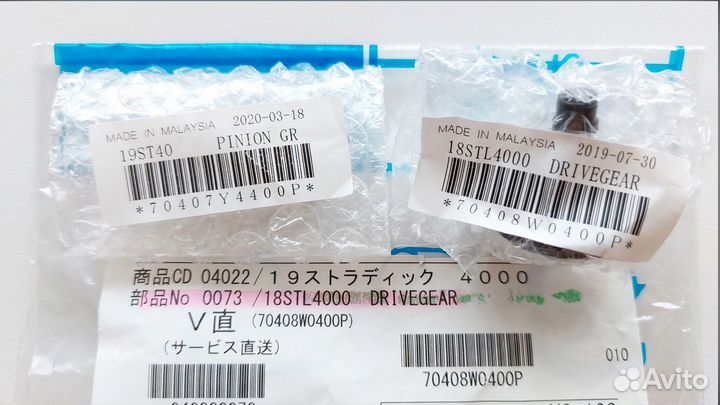 MADE IN MALAYSIA 2020-03-18
19ST40 PINION GR
*70407Y4400P*
MADE IN MALAYSIA 2019-07-30
18STL4000 DRIVEGEAR
*70408W0400P*
商品CD 04022/19ストラディック 4000
部品No 0073 /18STL4000 DRIVEGEAR
V直 (70408W0400P)
(サービス直送)
010
70408W0400P
Avito